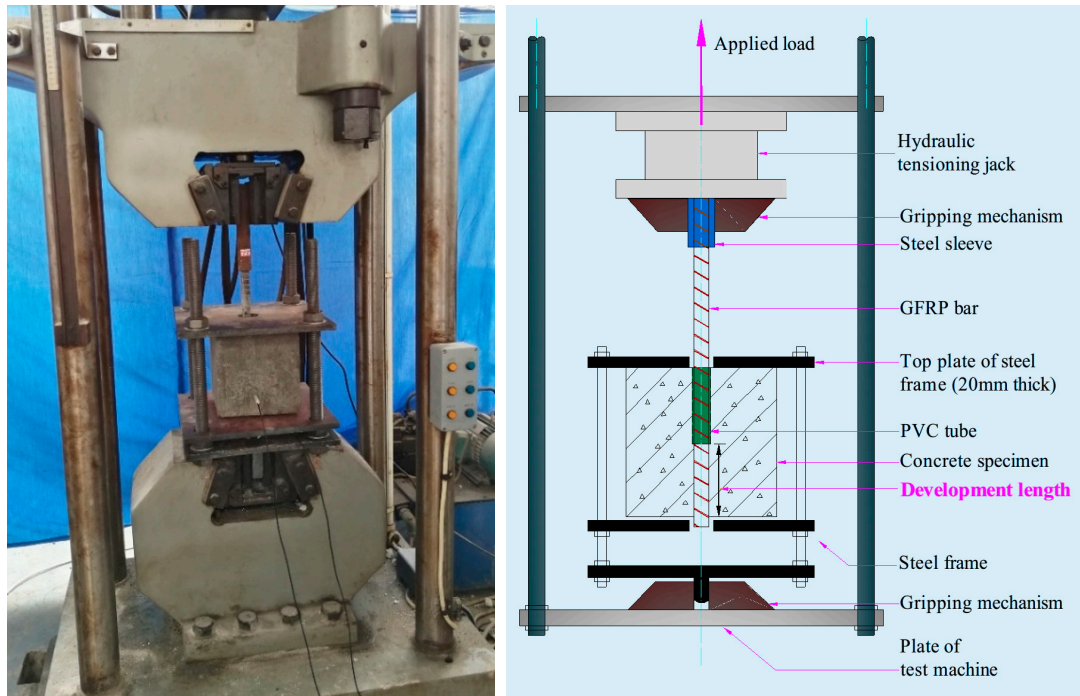 Applied load
Hydraulic
tensioning jack
Gripping mechanism
Steel sleeve
GFRP bar
Top plate of steel
frame (20mm thick)
PVC tube
Concrete specimen
Development length
Steel frame
Gripping mechanism
Plate of
test machine